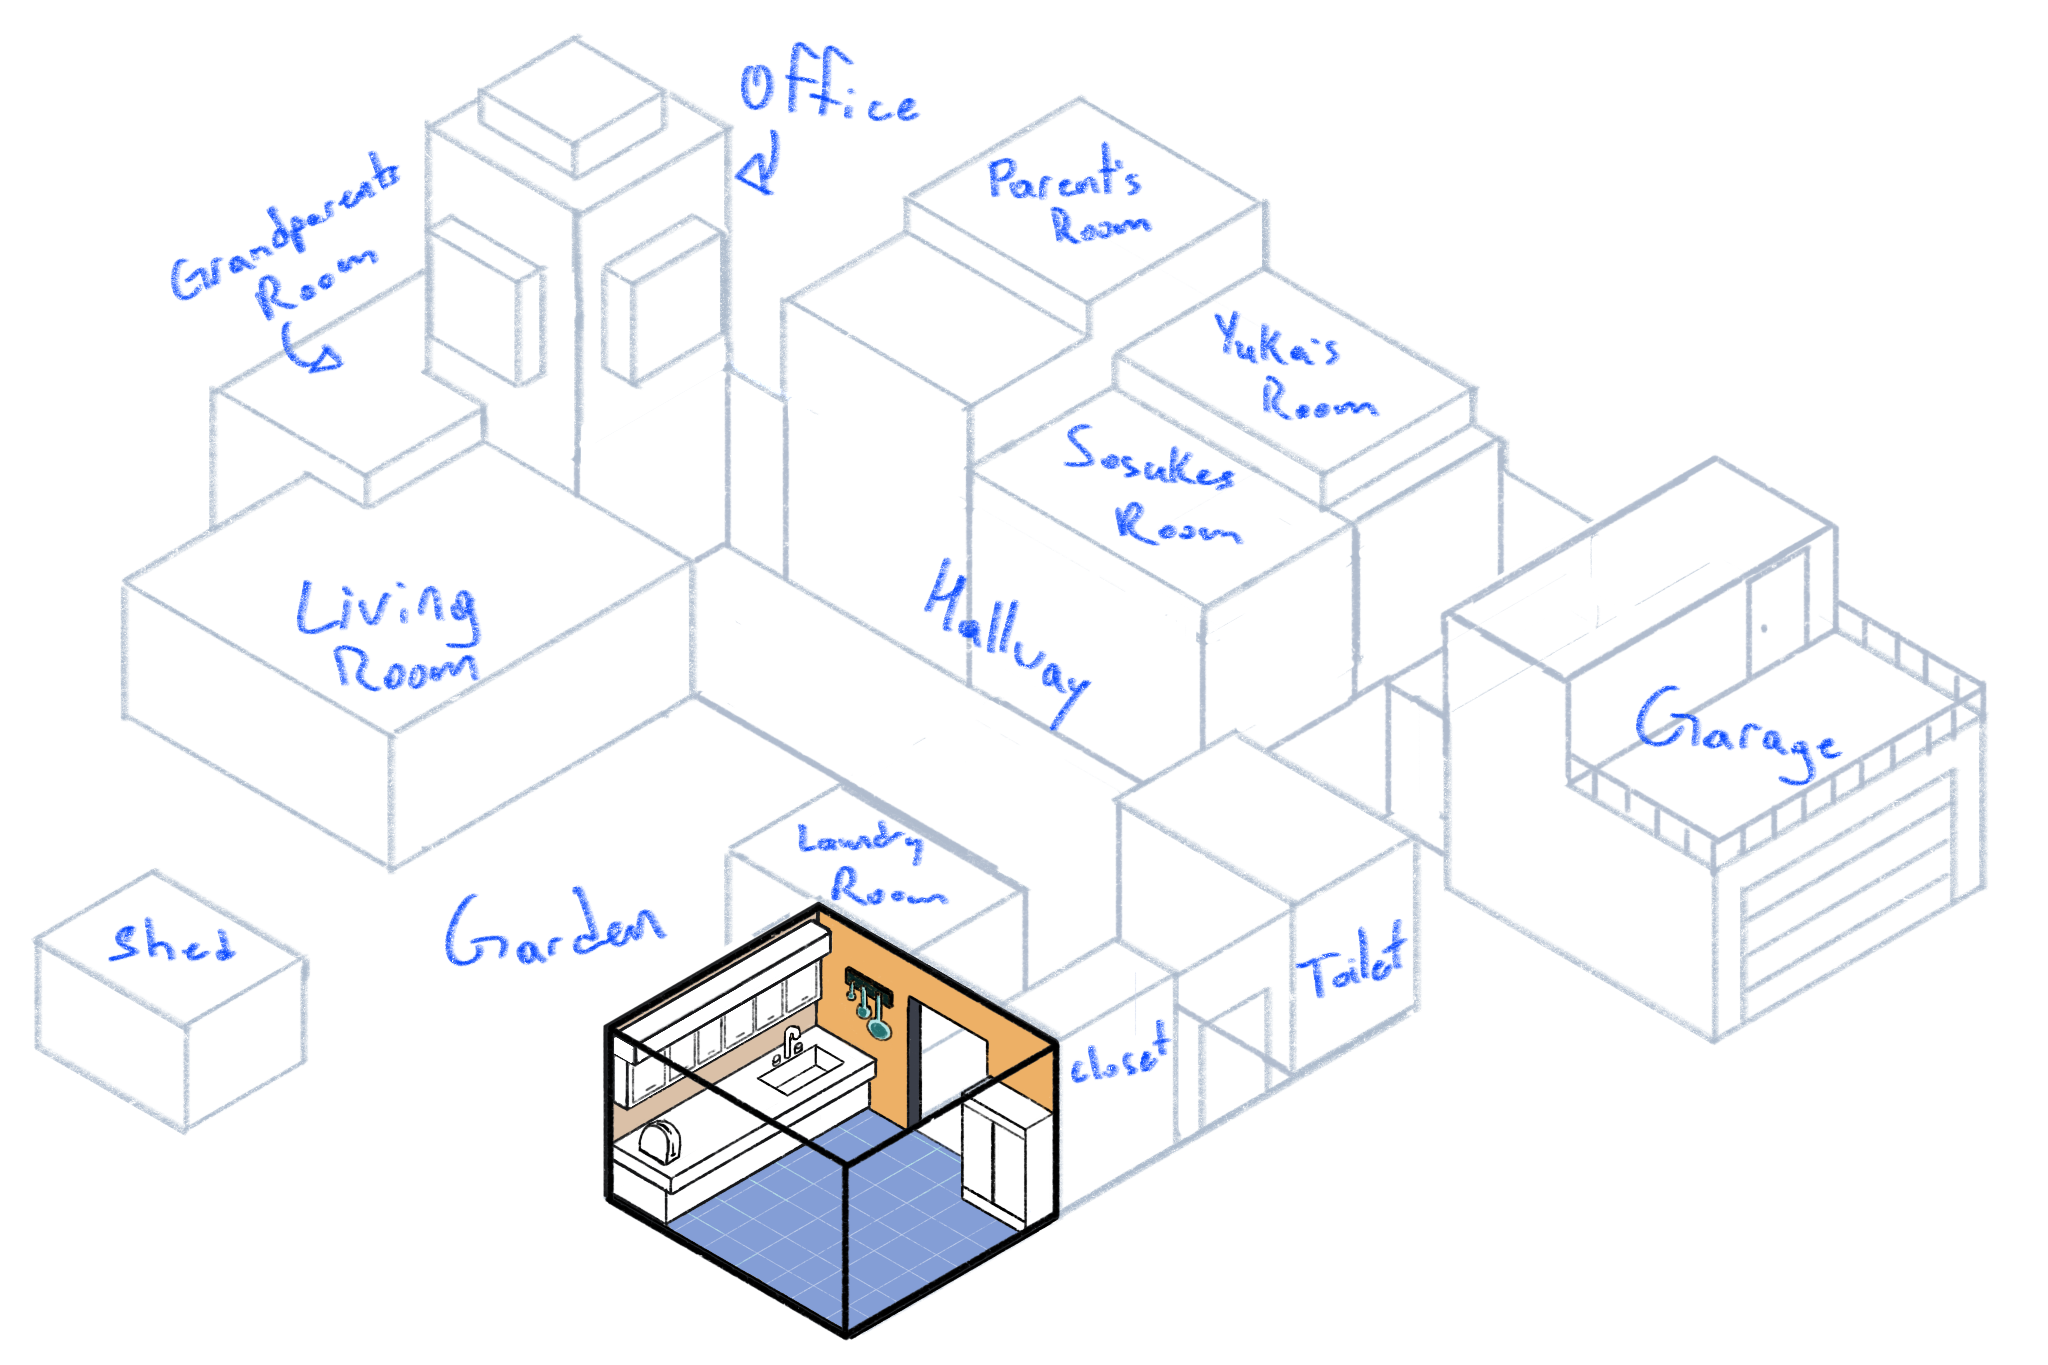 Office
Grandparents
Room
Parent's
Room
Yuka's
Room
Sosukes
Room
Living
Room
Hallway
Garage
Laundry
Room
Garden
Shed
Toilet
closet